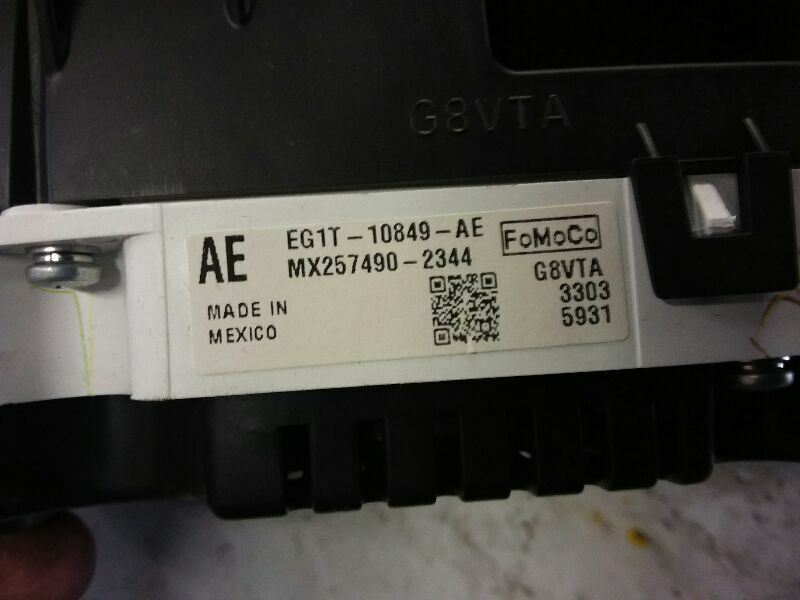 G8VTA
AE
EG1T-10849-AE
FoMoCo
MX257490-2344
G8VTA
3303
5931
MADE IN
MEXICO